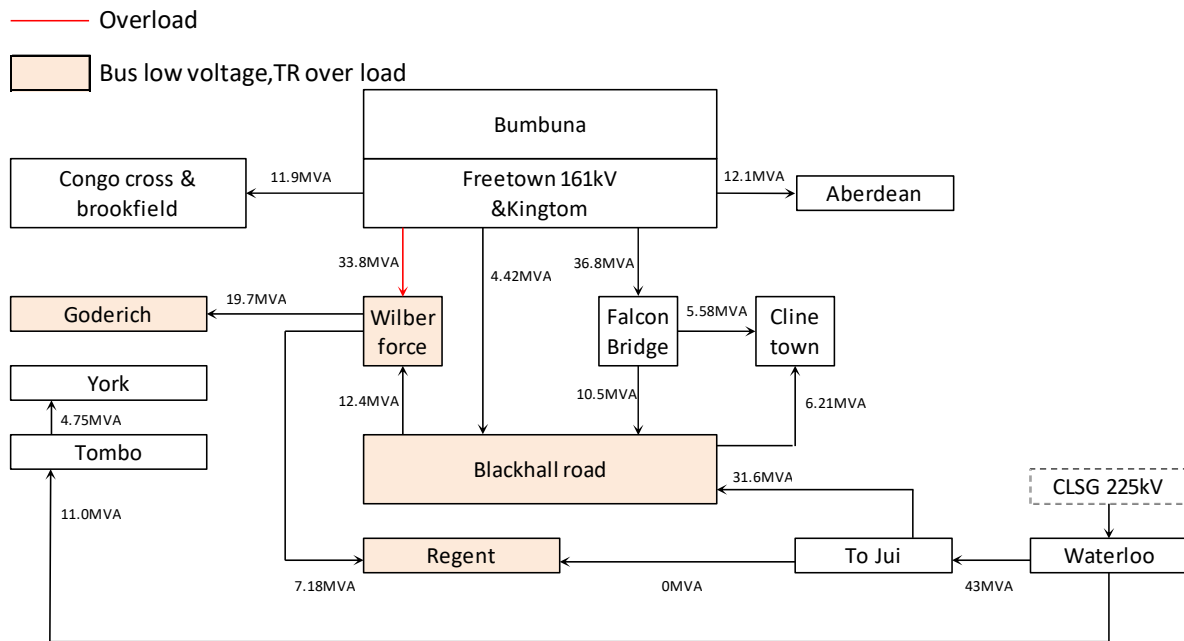 Overload
Bus low voltage,TR over load
Bumbuna
Congo cross &
brookfield
11.9MVA
Freetown 161kV
&Kingtom
12.1MVA
Aberdean
33.8MVA
4.42MVA
36.8MVA
Goderich
19.7MVA
Wilber
force
Falcon
Bridge
5.58MVA
Cline
town
York
4.75MVA
12.4MVA
10.5MVA
6.21MVA
Tombo
Blackhall road
11.0MVA
31.6MVA
CLSG 225kV
Regent
To Jui
Waterloo
7.18MVA
0MVA
43MVA